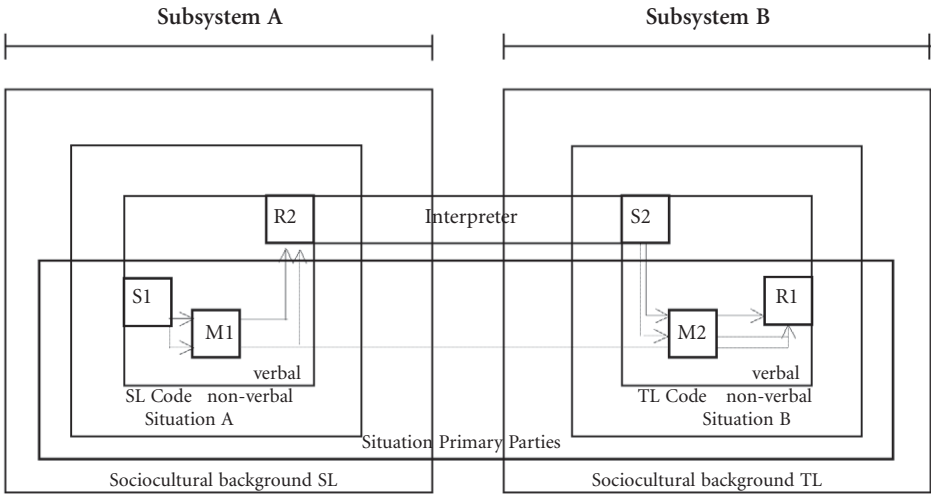 Subsystem A
Subsystem B
R2
Interpreter
S2
S1
M1
R1
M2
verbal
SL Code non-verbal
Situation A
verbal
TL Code non-verbal
Situation B
Situation Primary Parties
Sociocultural background SL
Sociocultural background TL